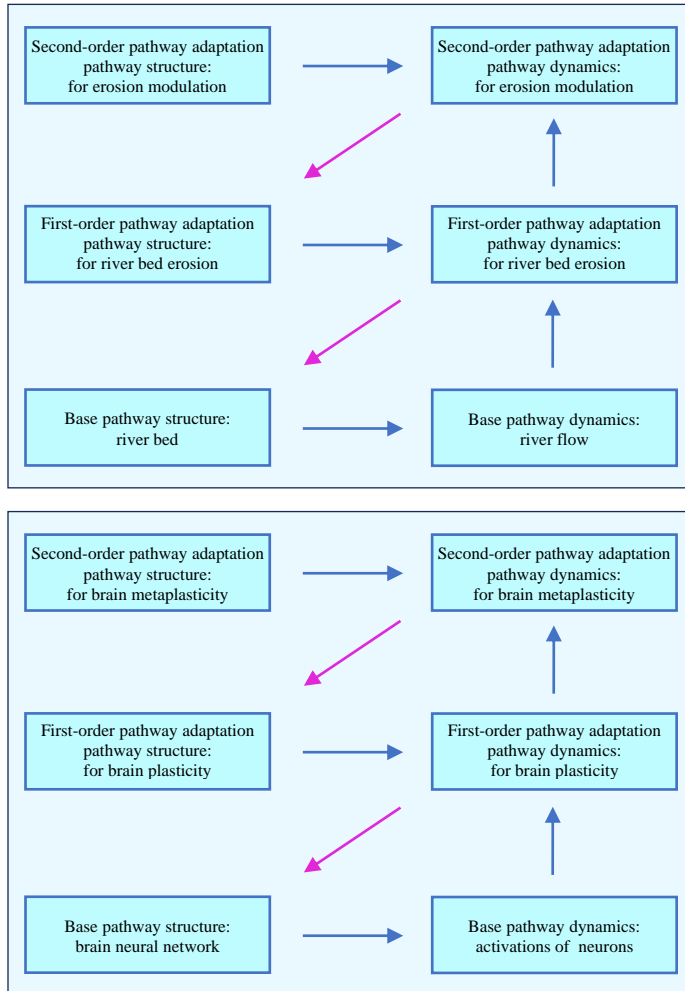 Second-order pathway adaptation
pathway structure:
for erosion modulation
Second-order pathway adaptation
pathway dynamics:
for erosion modulation
First-order pathway adaptation
pathway structure:
for river bed erosion
First-order pathway adaptation
pathway dynamics:
for river bed erosion
Base pathway structure:
river bed
Base pathway dynamics:
river flow
Second-order pathway adaptation
pathway structure:
for brain metaplasticity
Second-order pathway adaptation
pathway dynamics:
for brain metaplasticity
First-order pathway adaptation
pathway structure:
for brain plasticity
First-order pathway adaptation
pathway dynamics:
for brain plasticity
Base pathway structure:
brain neural network
Base pathway dynamics:
activations of neurons